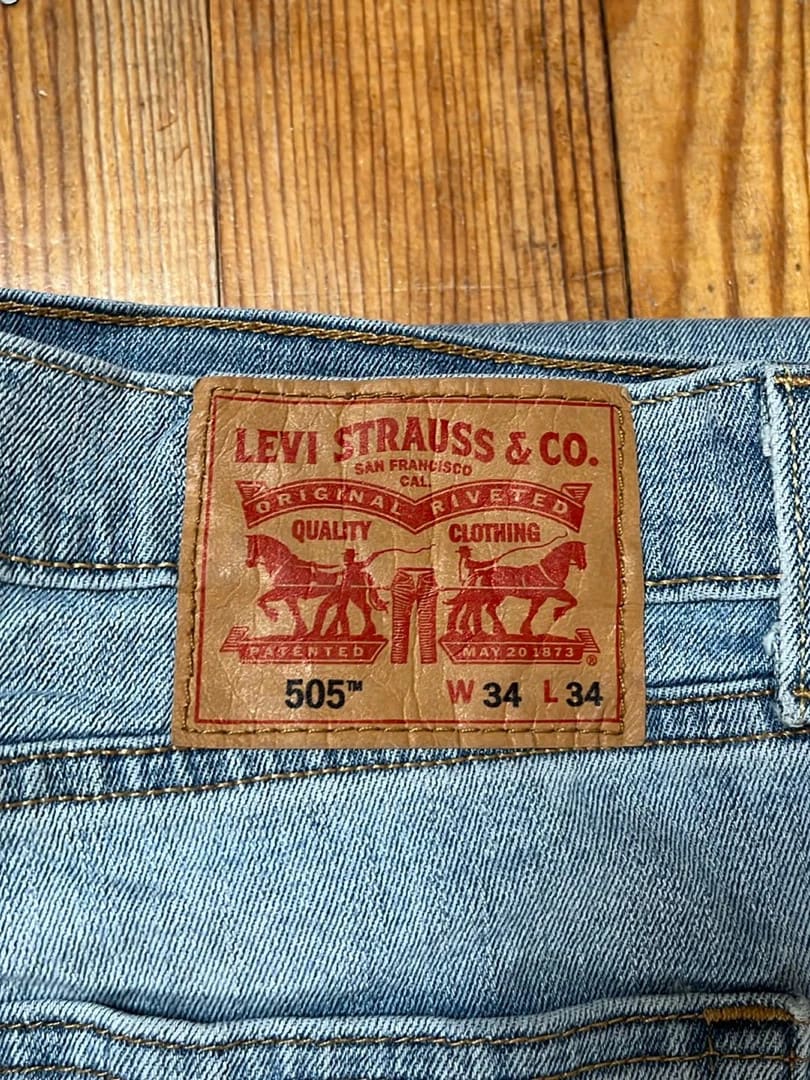 LEVI STRAUSS & CO.
SAN FRANCISCO
CAL.
ORIGINAL RIVETED
QUALITY CLOTHING
PATENTED MAY 20 1873 ®
505™ W 34 L 34